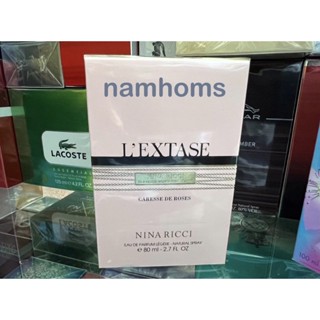 namhoms
L'EXTASE
CARESSE DE ROSES
NINA RICCI
EAU DE PARFUM LÉGÈRE - NATURAL SPRAY
℮ 80 ml - 2.7 FL. OZ
LACOSTE
ESSENTIAL